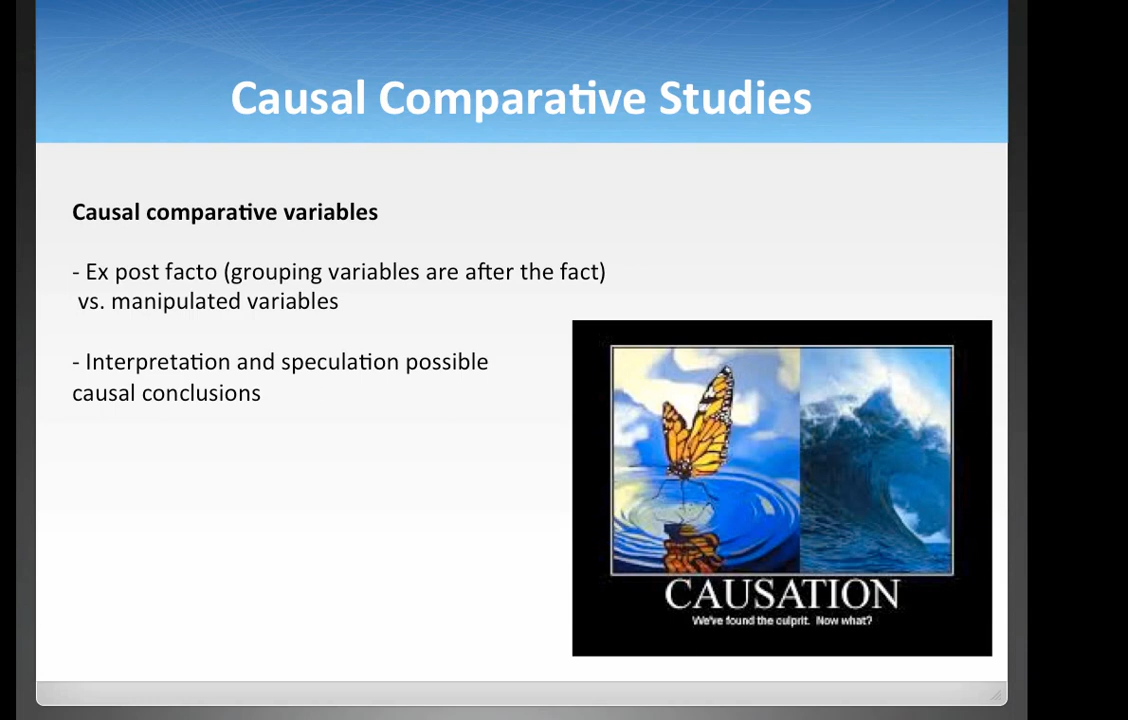 Causal Comparative Studies
Causal comparative variables
- Ex post facto (grouping variables are after the fact)
vs. manipulated variables
- Interpretation and speculation possible
causal conclusions
CAUSATION
We've found the culprit. Now what?